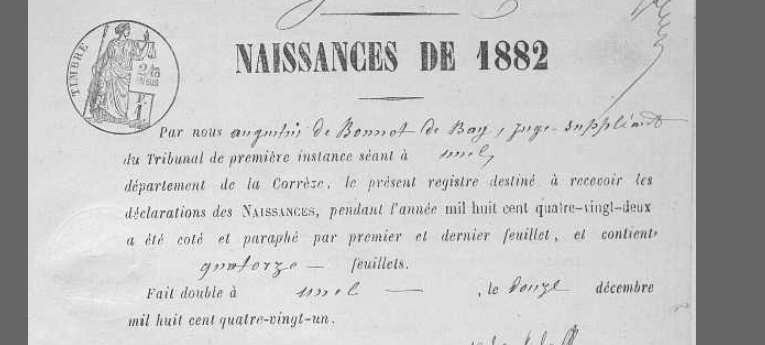 NAISSANCES DE 1882
TIMBRE
Par nous augustin de Bonnot de Bay, juge-suppléant
du Tribunal de première instance séant à ussel,
département de la Corrèze, le présent registre destiné à recevoir les
déclarations des NAISSANCES, pendant l'année mil huit cent quatre-vingt-deux
a été coté et paraphé par premier et dernier feuillet, et contient
quatorze — feuillets.
Fait double à ussel — , le douze décembre
mil huit cent quatre-vingt-un.